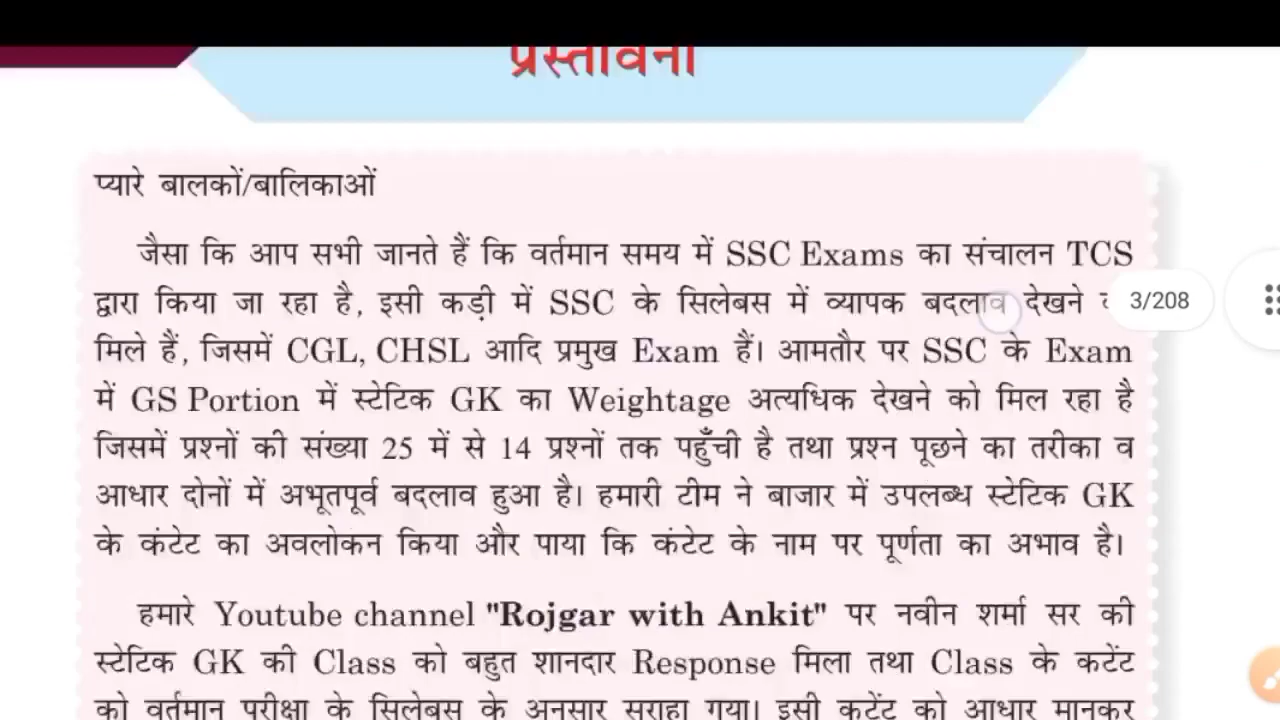 प्रस्तावना
प्यारे बालकों/बालिकाओं
जैसा कि आप सभी जानते हैं कि वर्तमान समय में SSC Exams का संचालन TCS
द्वारा किया जा रहा है, इसी कड़ी में SSC के सिलेबस में व्यापक बदलाव देखने
3/208
मिले हैं, जिसमें CGL, CHSL आदि प्रमुख Exam हैं। आमतौर पर SSC के Exam
में GS Portion में स्टेटिक GK का Weightage अत्यधिक देखने को मिल रहा है
जिसमें प्रश्नों की संख्या 25 में से 14 प्रश्नों तक पहुँची है तथा प्रश्न पूछने का तरीका व
आधार दोनों में अभूतपूर्व बदलाव हुआ है। हमारी टीम ने बाजार में उपलब्ध स्टेटिक GK
के कंटेट का अवलोकन किया और पाया कि कंटेट के नाम पर पूर्णता का अभाव है।
हमारे Youtube channel "Rojgar with Ankit" पर नवीन शर्मा सर की
स्टेटिक GK की Class को बहुत शानदार Response मिला तथा Class के कटेंट
को वर्तमान परीक्षा के सिलेबस के अनुसार सराहा गया। इसी कटेंट को आधार मानकर